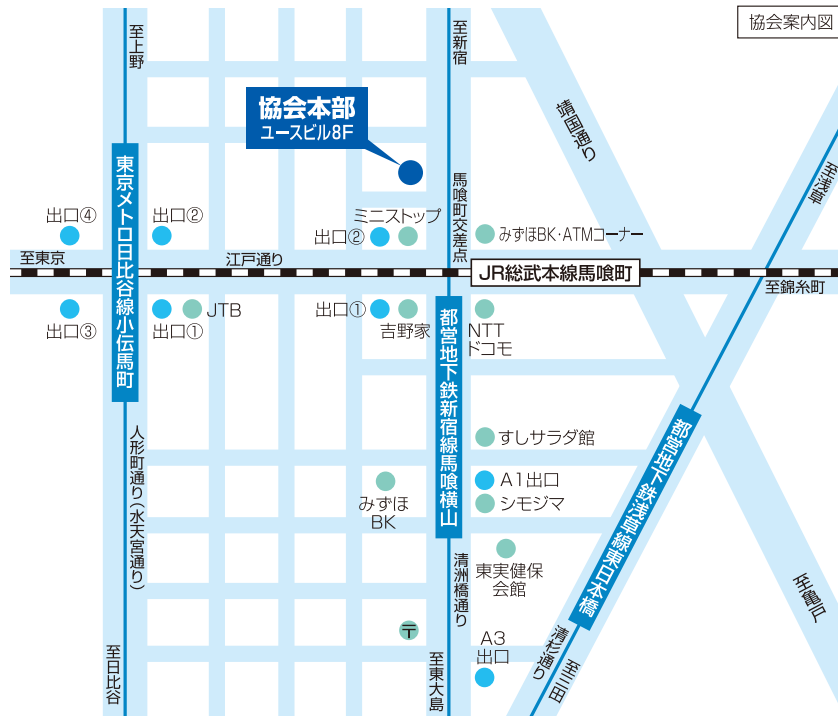 協会案内図
至上野
至新宿
協会本部
ユースビル8F
靖国通り
至浅草
東京メトロ日比谷線小伝馬町
馬喰町交差点
出口④
出口②
ミニストップ
出口②
みずほBK・ATMコーナー
至東京
江戸通り
JR総武本線馬喰町
至錦糸町
出口③
出口①
JTB
出口①
吉野家
NTT
ドコモ
都営地下鉄新宿線馬喰横山
すしサラダ館
A1出口
シモジマ
みずほ
BK
都営地下鉄浅草線東日本橋
人形町通り(水天宮通り)
清洲橋通り
東実健保
会館
至亀戸
〒
A3
出口
清杉通り
至三田
至日比谷
至東大島